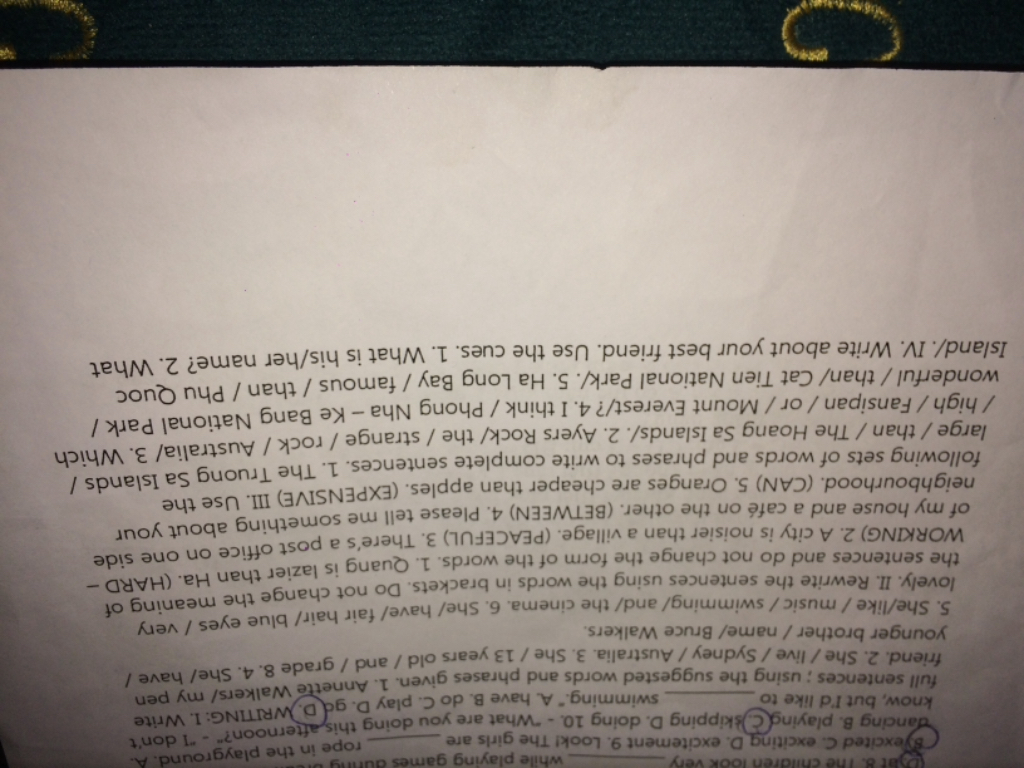 at 8. The children look very ________ while playing games during
excited C. exciting D. excitement 9. Look! The girls are ________ rope in the playground. A.
dancing B. playing C. skipping D. doing 10. - "What are you doing this afternoon?" - "I don't
know, but I'd like to ________ swimming." A. have B. do C. play D. go D. WRITING: I. Write
full sentences ; using the suggested words and phrases given. 1. Annette Walkers/ my pen
friend. 2. She / live / Sydney / Australia. 3. She / 13 years old / and / grade 8. 4. She/ have /
younger brother / name/ Bruce Walkers.
5. She/like / music / swimming/ and/ the cinema. 6. She/ have/ fair hair/ blue eyes / very
lovely. II. Rewrite the sentences using the words in brackets. Do not change the meaning of
the sentences and do not change the form of the words. 1. Quang is lazier than Ha. (HARD –
WORKING) 2. A city is noisier than a village. (PEACEFUL) 3. There's a post office on one side
of my house and a café on the other. (BETWEEN) 4. Please tell me something about your
neighbourhood. (CAN) 5. Oranges are cheaper than apples. (EXPENSIVE) III. Use the
following sets of words and phrases to write complete sentences. 1. The Truong Sa Islands /
large / than / The Hoang Sa Islands/. 2. Ayers Rock/ the / strange / rock / Australia/ 3. Which
/ high / Fansipan / or / Mount Everest/? 4. I think / Phong Nha – Ke Bang National Park /
wonderful / than/ Cat Tien National Park/. 5. Ha Long Bay / famous / than / Phu Quoc
Island/. IV. Write about your best friend. Use the cues. 1. What is his/her name? 2. What